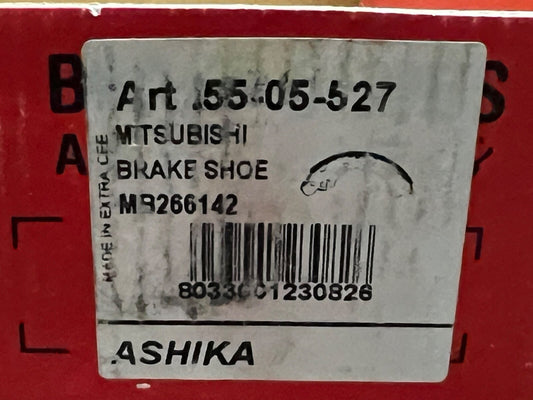 Art .55-05-527
MITSUBISHI
BRAKE SHOE
MB266142
MADE IN EXTRA CEE
8033001230826
ASHIKA